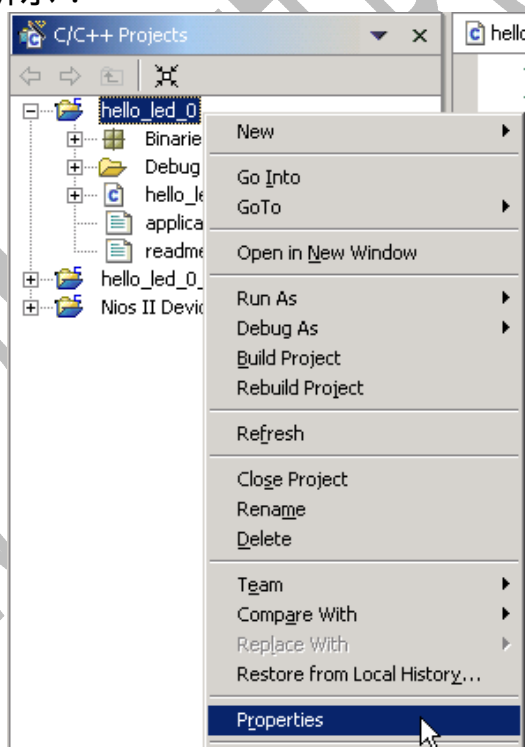 C/C++ Projects
hello
hello_led_0
Binarie
Debug
hello_le
applica
readme
hello_led_0_
Nios II Devic
New
Go Into
GoTo
Open in New Window
Run As
Debug As
Build Project
Rebuild Project
Refresh
Close Project
Rename
Delete
Team
Compare With
Replace With
Restore from Local History...
Properties